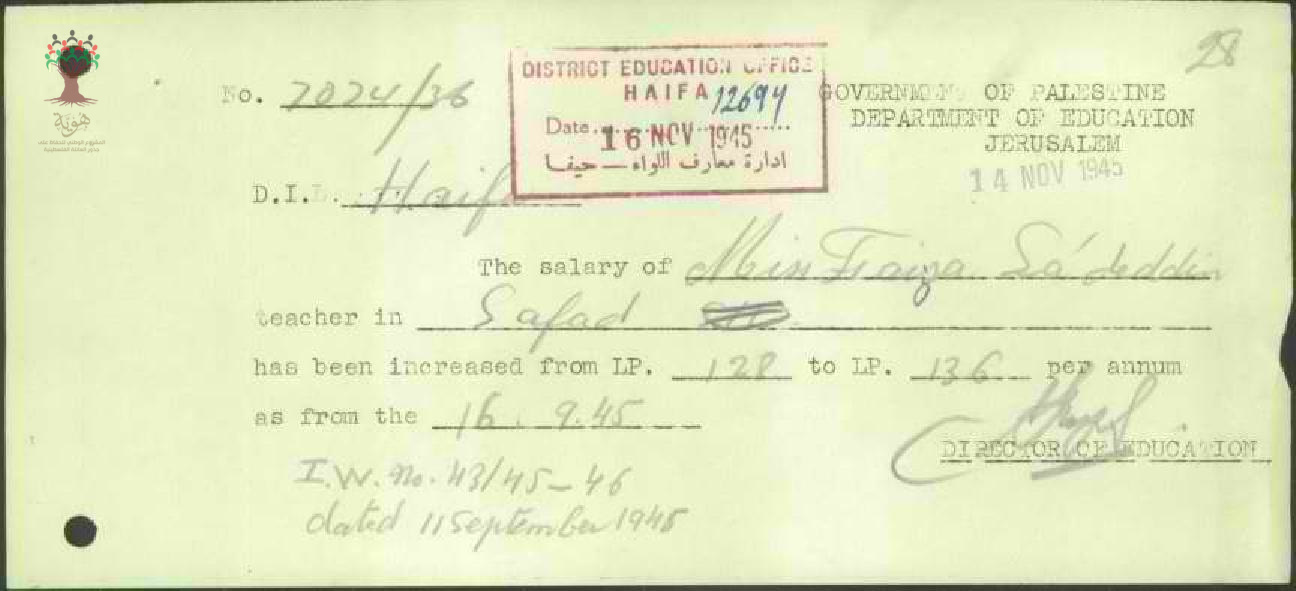 28
No. 7024/36
DISTRICT EDUCATION OFFICE
HAIFA 12694
Date
16 NOV 1945
ادارة معارف اللواء — حيفا
GOVERNMENT OF PALESTINE
DEPARTMENT OF EDUCATION
JERUSALEM
14 NOV 1945
هوية
D.I. Haifa
The salary of Miss Faiza Sa'deddin
teacher in Safad
has been increased from LP. 128 to LP. 136 per annum
as from the 16. 9.45
DIRECTOR OF EDUCATION
I.W. no. 43/45-46
dated 11 September 1945